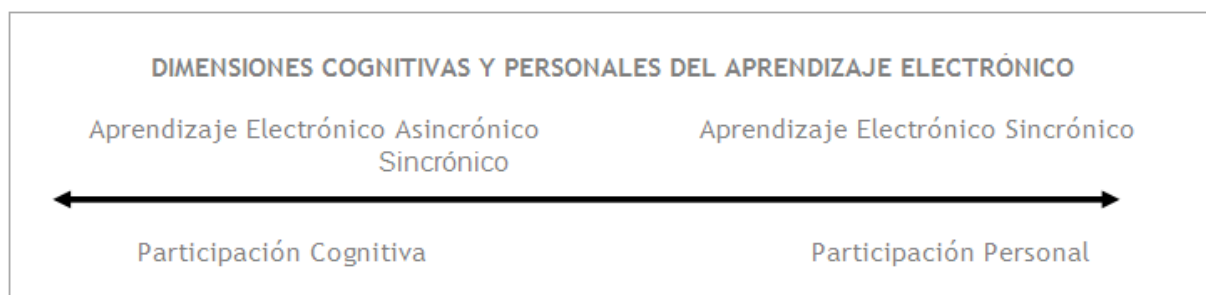 DIMENSIONES COGNITIVAS Y PERSONALES DEL APRENDIZAJE ELECTRÓNICO
Aprendizaje Electrónico Asincrónico Aprendizaje Electrónico Sincrónico
Sincrónico
Participación Cognitiva Participación Personal